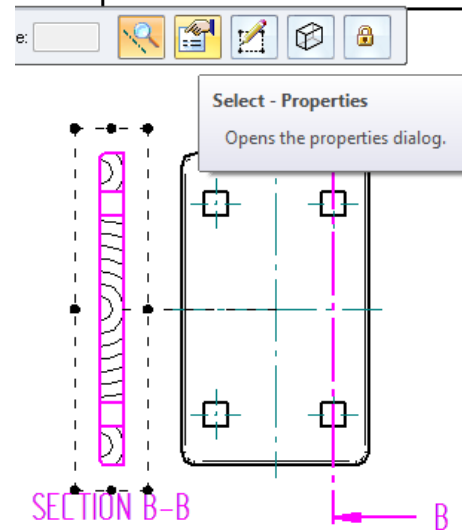 e:
Select - Properties
Opens the properties dialog.
SECTION B-B
B